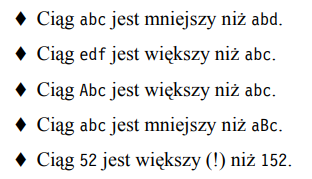 ♦ Ciąg abc jest mniejszy niż abd.
♦ Ciąg edf jest większy niż abc.
♦ Ciąg Abc jest większy niż abc.
♦ Ciąg abc jest mniejszy niż aBc.
♦ Ciąg 52 jest większy (!) niż 152.